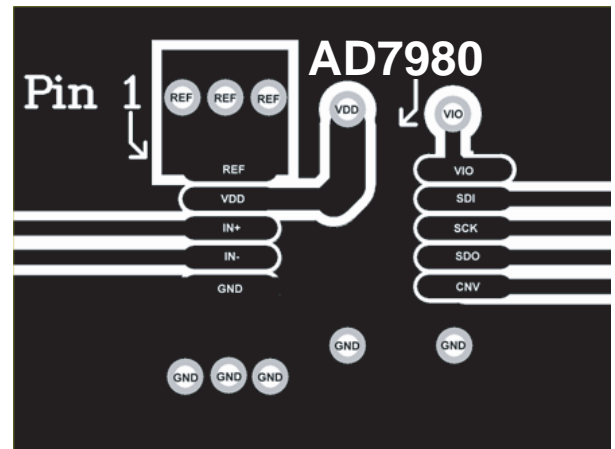 AD7980
Pin 1
REF REF REF
VDD
VIO
REF
VDD
IN+
IN-
GND
VIO
SDI
SCK
SDO
CNV
GND
GND
GND GND GND